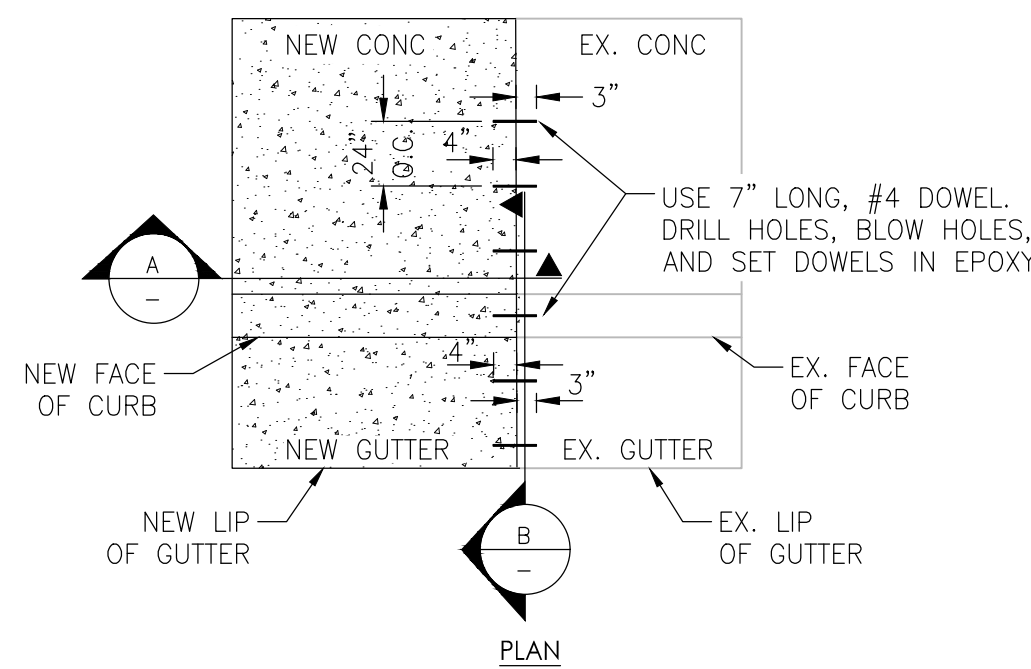 NEW CONC
EX. CONC
3"
4"
24"
O.C.
USE 7" LONG, #4 DOWEL.
DRILL HOLES, BLOW HOLES,
AND SET DOWELS IN EPOXY
A
–
4"
3"
NEW FACE
OF CURB
EX. FACE
OF CURB
NEW GUTTER
EX. GUTTER
NEW LIP
OF GUTTER
EX. LIP
OF GUTTER
B
–
PLAN